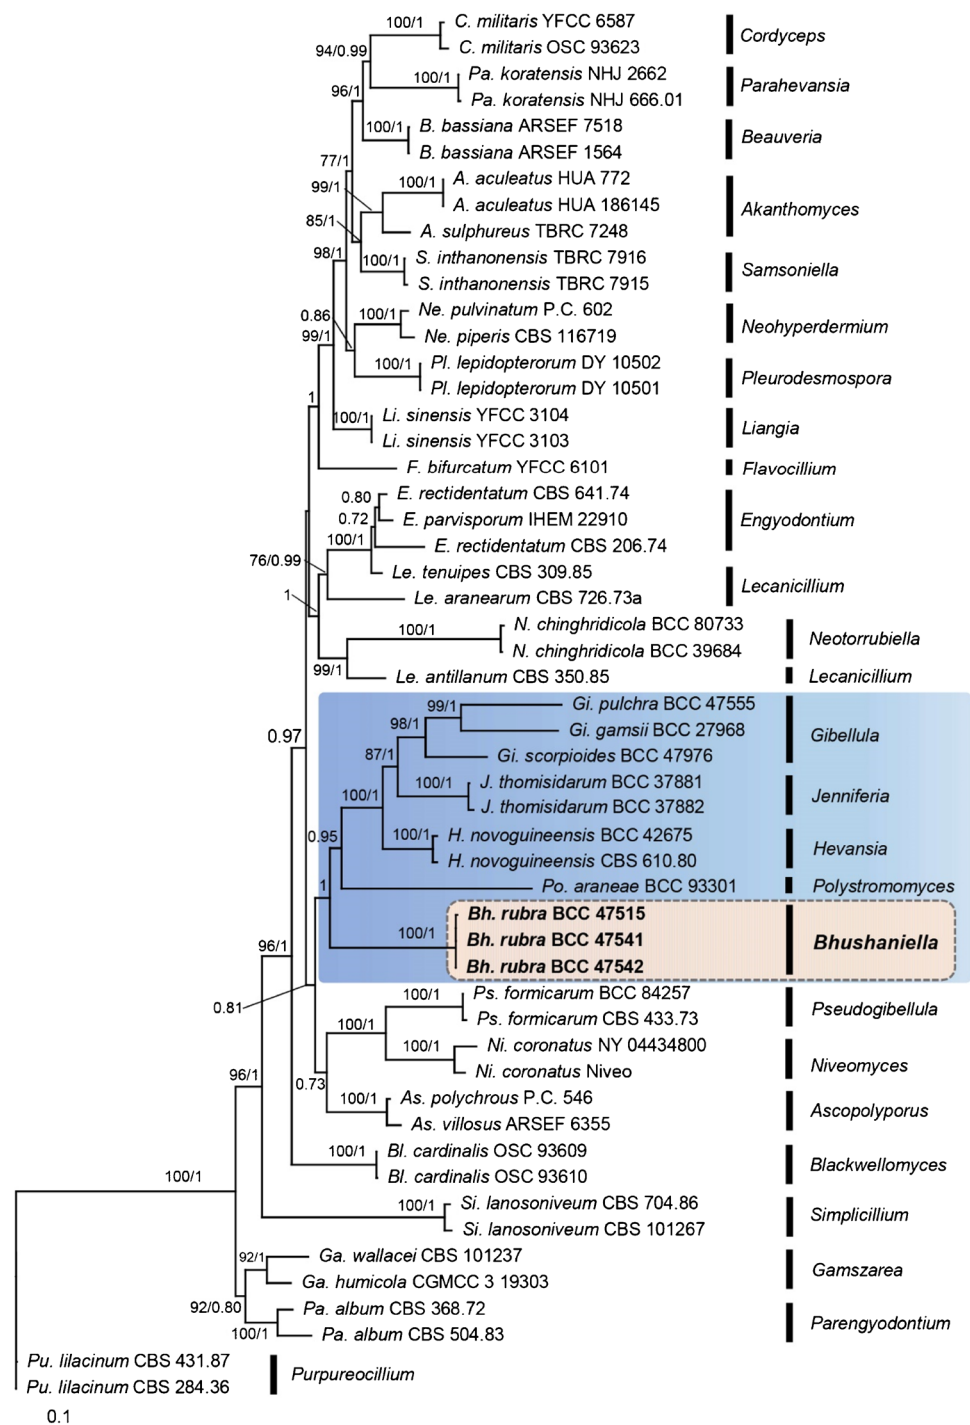 C. militaris YFCC 6587
100/1
Cordyceps
C. militaris OSC 93623
94/0.99
Pa. koratensis NHJ 2662
100/1
Parahevansia
96/1
Pa. koratensis NHJ 666.01
B. bassiana ARSEF 7518
100/1
Beauveria
B. bassiana ARSEF 1564
77/1
A. aculeatus HUA 772
99/1
100/1
A. aculeatus HUA 186145
Akanthomyces
85/1
A. sulphureus TBRC 7248
98/1
S. inthanonensis TBRC 7916
100/1
Samsoniella
S. inthanonensis TBRC 7915
Ne. pulvinatum P.C. 602
0.86
100/1
Neohyperdermium
99/1
Ne. piperis CBS 116719
Pl. lepidopterorum DY 10502
100/1
Pleurodesmospora
Pl. lepidopterorum DY 10501
1
Li. sinensis YFCC 3104
100/1
Liangia
Li. sinensis YFCC 3103
F. bifurcatum YFCC 6101
Flavocillium
0.80
E. rectidentatum CBS 641.74
0.72
E. parvisporum IHEM 22910
Engyodontium
100/1
E. rectidentatum CBS 206.74
76/0.99
Le. tenuipes CBS 309.85
Lecanicillium
1
Le. aranearum CBS 726.73a
N. chinghridicola BCC 80733
100/1
Neotorrubiella
N. chinghridicola BCC 39684
99/1
Le. antillanum CBS 350.85
Lecanicillium
99/1
Gi. pulchra BCC 47555
98/1
Gi. gamsii BCC 27968
Gibellula
0.97
87/1
Gi. scorpioides BCC 47976
100/1
J. thomisidarum BCC 37881
Jenniferia
100/1
J. thomisidarum BCC 37882
0.95
100/1
H. novoguineensis BCC 42675
Hevansia
H. novoguineensis CBS 610.80
1
Po. araneae BCC 93301
Polystromomyces
Bh. rubra BCC 47515
100/1
Bh. rubra BCC 47541
Bhushaniella
96/1
Bh. rubra BCC 47542
0.81
100/1
Ps. formicarum BCC 84257
Pseudogibellula
100/1
Ps. formicarum CBS 433.73
100/1
Ni. coronatus NY 04434800
Niveomyces
96/1
0.73
Ni. coronatus Niveo
100/1
As. polychrous P.C. 546
Ascopolyporus
As. villosus ARSEF 6355
100/1
Bl. cardinalis OSC 93609
Blackwellomyces
100/1
Bl. cardinalis OSC 93610
100/1
Si. lanosoniveum CBS 704.86
Simplicillium
Si. lanosoniveum CBS 101267
92/1
Ga. wallacei CBS 101237
Gamszarea
Ga. humicola CGMCC 3 19303
92/0.80
Pa. album CBS 368.72
Parengyodontium
100/1
Pa. album CBS 504.83
Pu. lilacinum CBS 431.87
Purpureocillium
Pu. lilacinum CBS 284.36
0.1